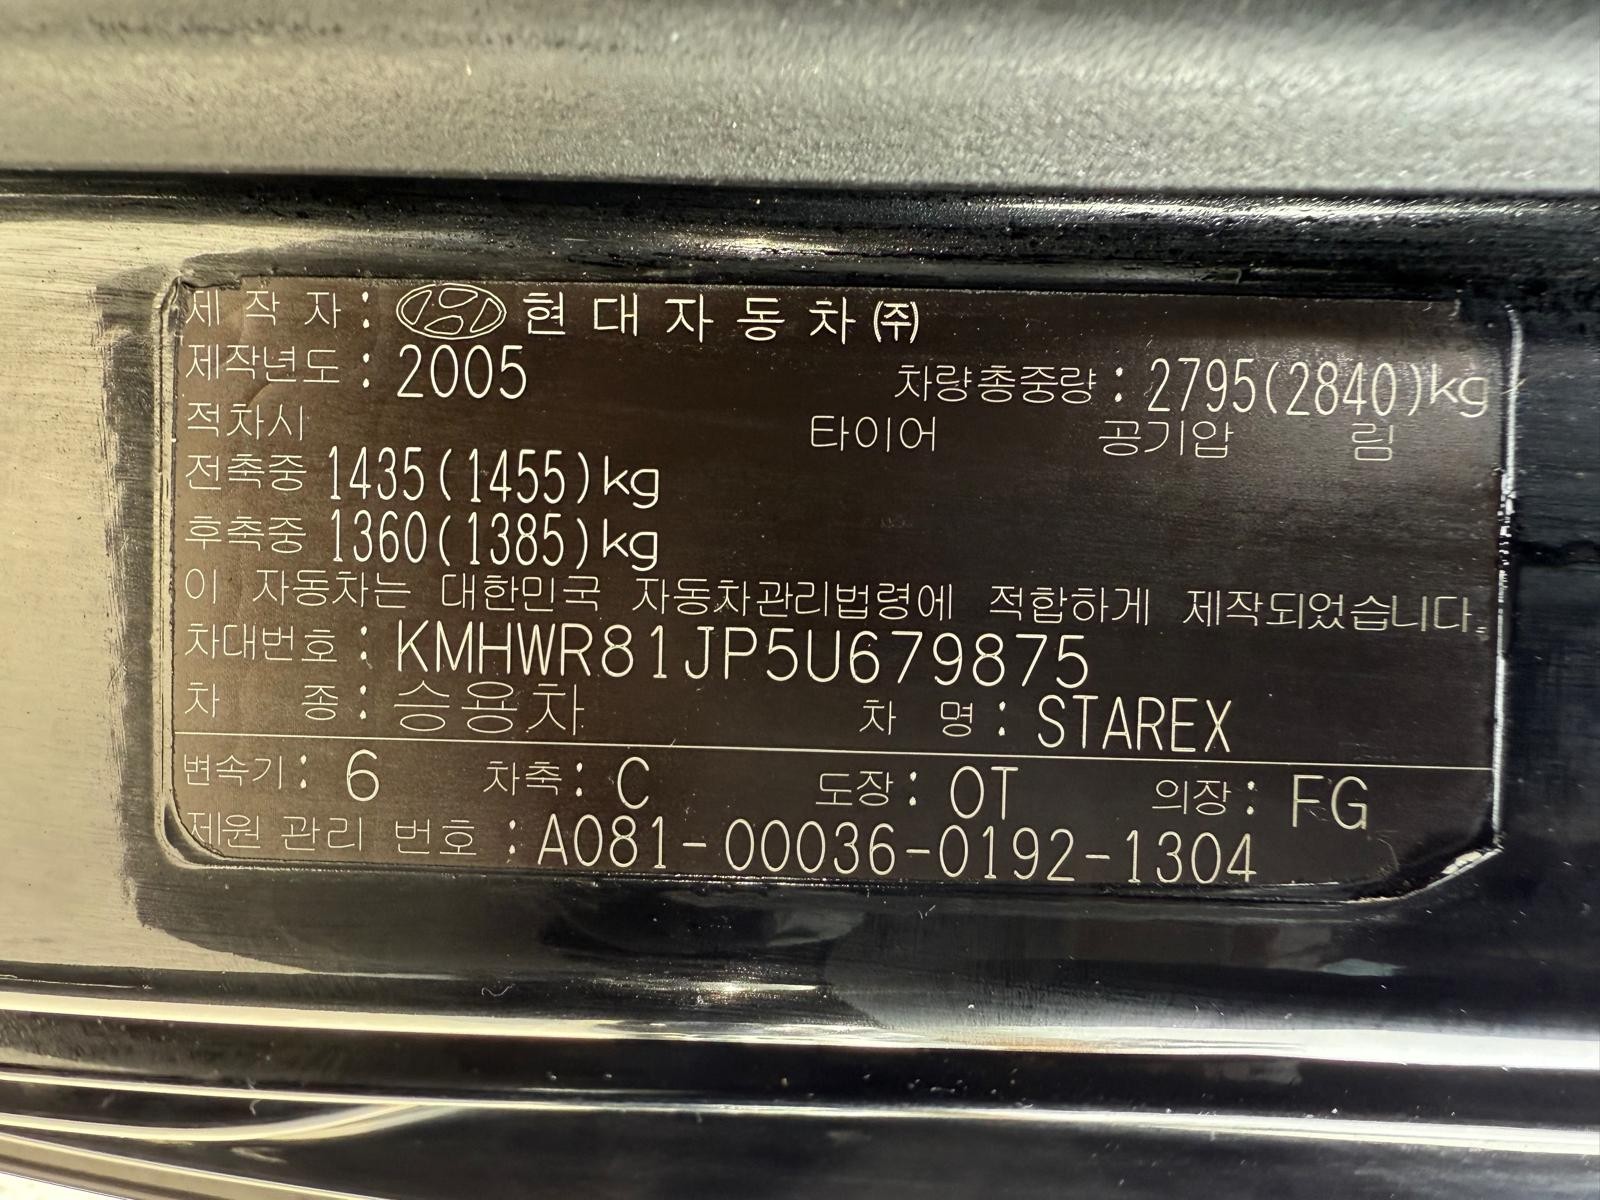 제 작 자 : 현대자동차㈜
제작년도 : 2005 차량총중량 : 2795(2840)kg
적차시 타이어 공기압 림
전축중 1435(1455)kg
후축중 1360(1385)kg
이 자동차는 대한민국 자동차관리법령에 적합하게 제작되었습니다.
차대번호 : KMHWR81JP5U679875
차 종 : 승용차 차 명 : STAREX
변속기 : 6 차축 : C 도장 : OT 의장 : FG
제원 관리 번호 : A081-00036-0192-1304